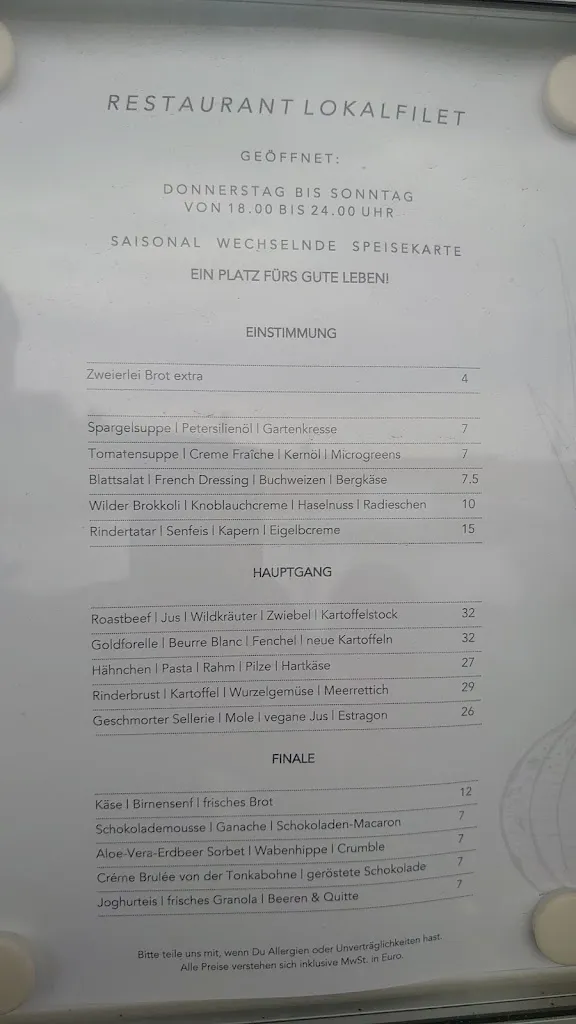 RESTAURANT LOKALFILET
GEÖFFNET:
DONNERSTAG BIS SONNTAG
VON 18.00 BIS 24.00 UHR
SAISONAL WECHSELNDE SPEISEKARTE
EIN PLATZ FÜRS GUTE LEBEN!
EINSTIMMUNG
Zweierlei Brot extra 4
Spargelsuppe | Petersilienöl | Gartenkresse 7
Tomatensuppe | Creme Fraîche | Kernöl | Microgreens 7
Blattsalat | French Dressing | Buchweizen | Bergkäse 7.5
Wilder Brokkoli | Knoblauchcreme | Haselnuss | Radieschen 10
Rindertatar | Senfeis | Kapern | Eigelbcreme 15
HAUPTGANG
Roastbeef | Jus | Wildkräuter | Zwiebel | Kartoffelstock 32
Goldforelle | Beurre Blanc | Fenchel | neue Kartoffeln 32
Hähnchen | Pasta | Rahm | Pilze | Hartkäse 27
Rinderbrust | Kartoffel | Wurzelgemüse | Meerrettich 29
Geschmorter Sellerie | Mole | vegane Jus | Estragon 26
FINALE
Käse | Birnensenf | frisches Brot 12
Schokolademousse | Ganache | Schokoladen-Macaron 7
Aloe-Vera-Erdbeer Sorbet | Wabenhippe | Crumble 7
Créme Brulée von der Tonkabohne | geröstete Schokolade 7
Joghurteis | frisches Granola | Beeren & Quitte 7
Bitte teile uns mit, wenn Du Allergien oder Unverträglichkeiten hast.
Alle Preise verstehen sich inklusive MwSt. in Euro.